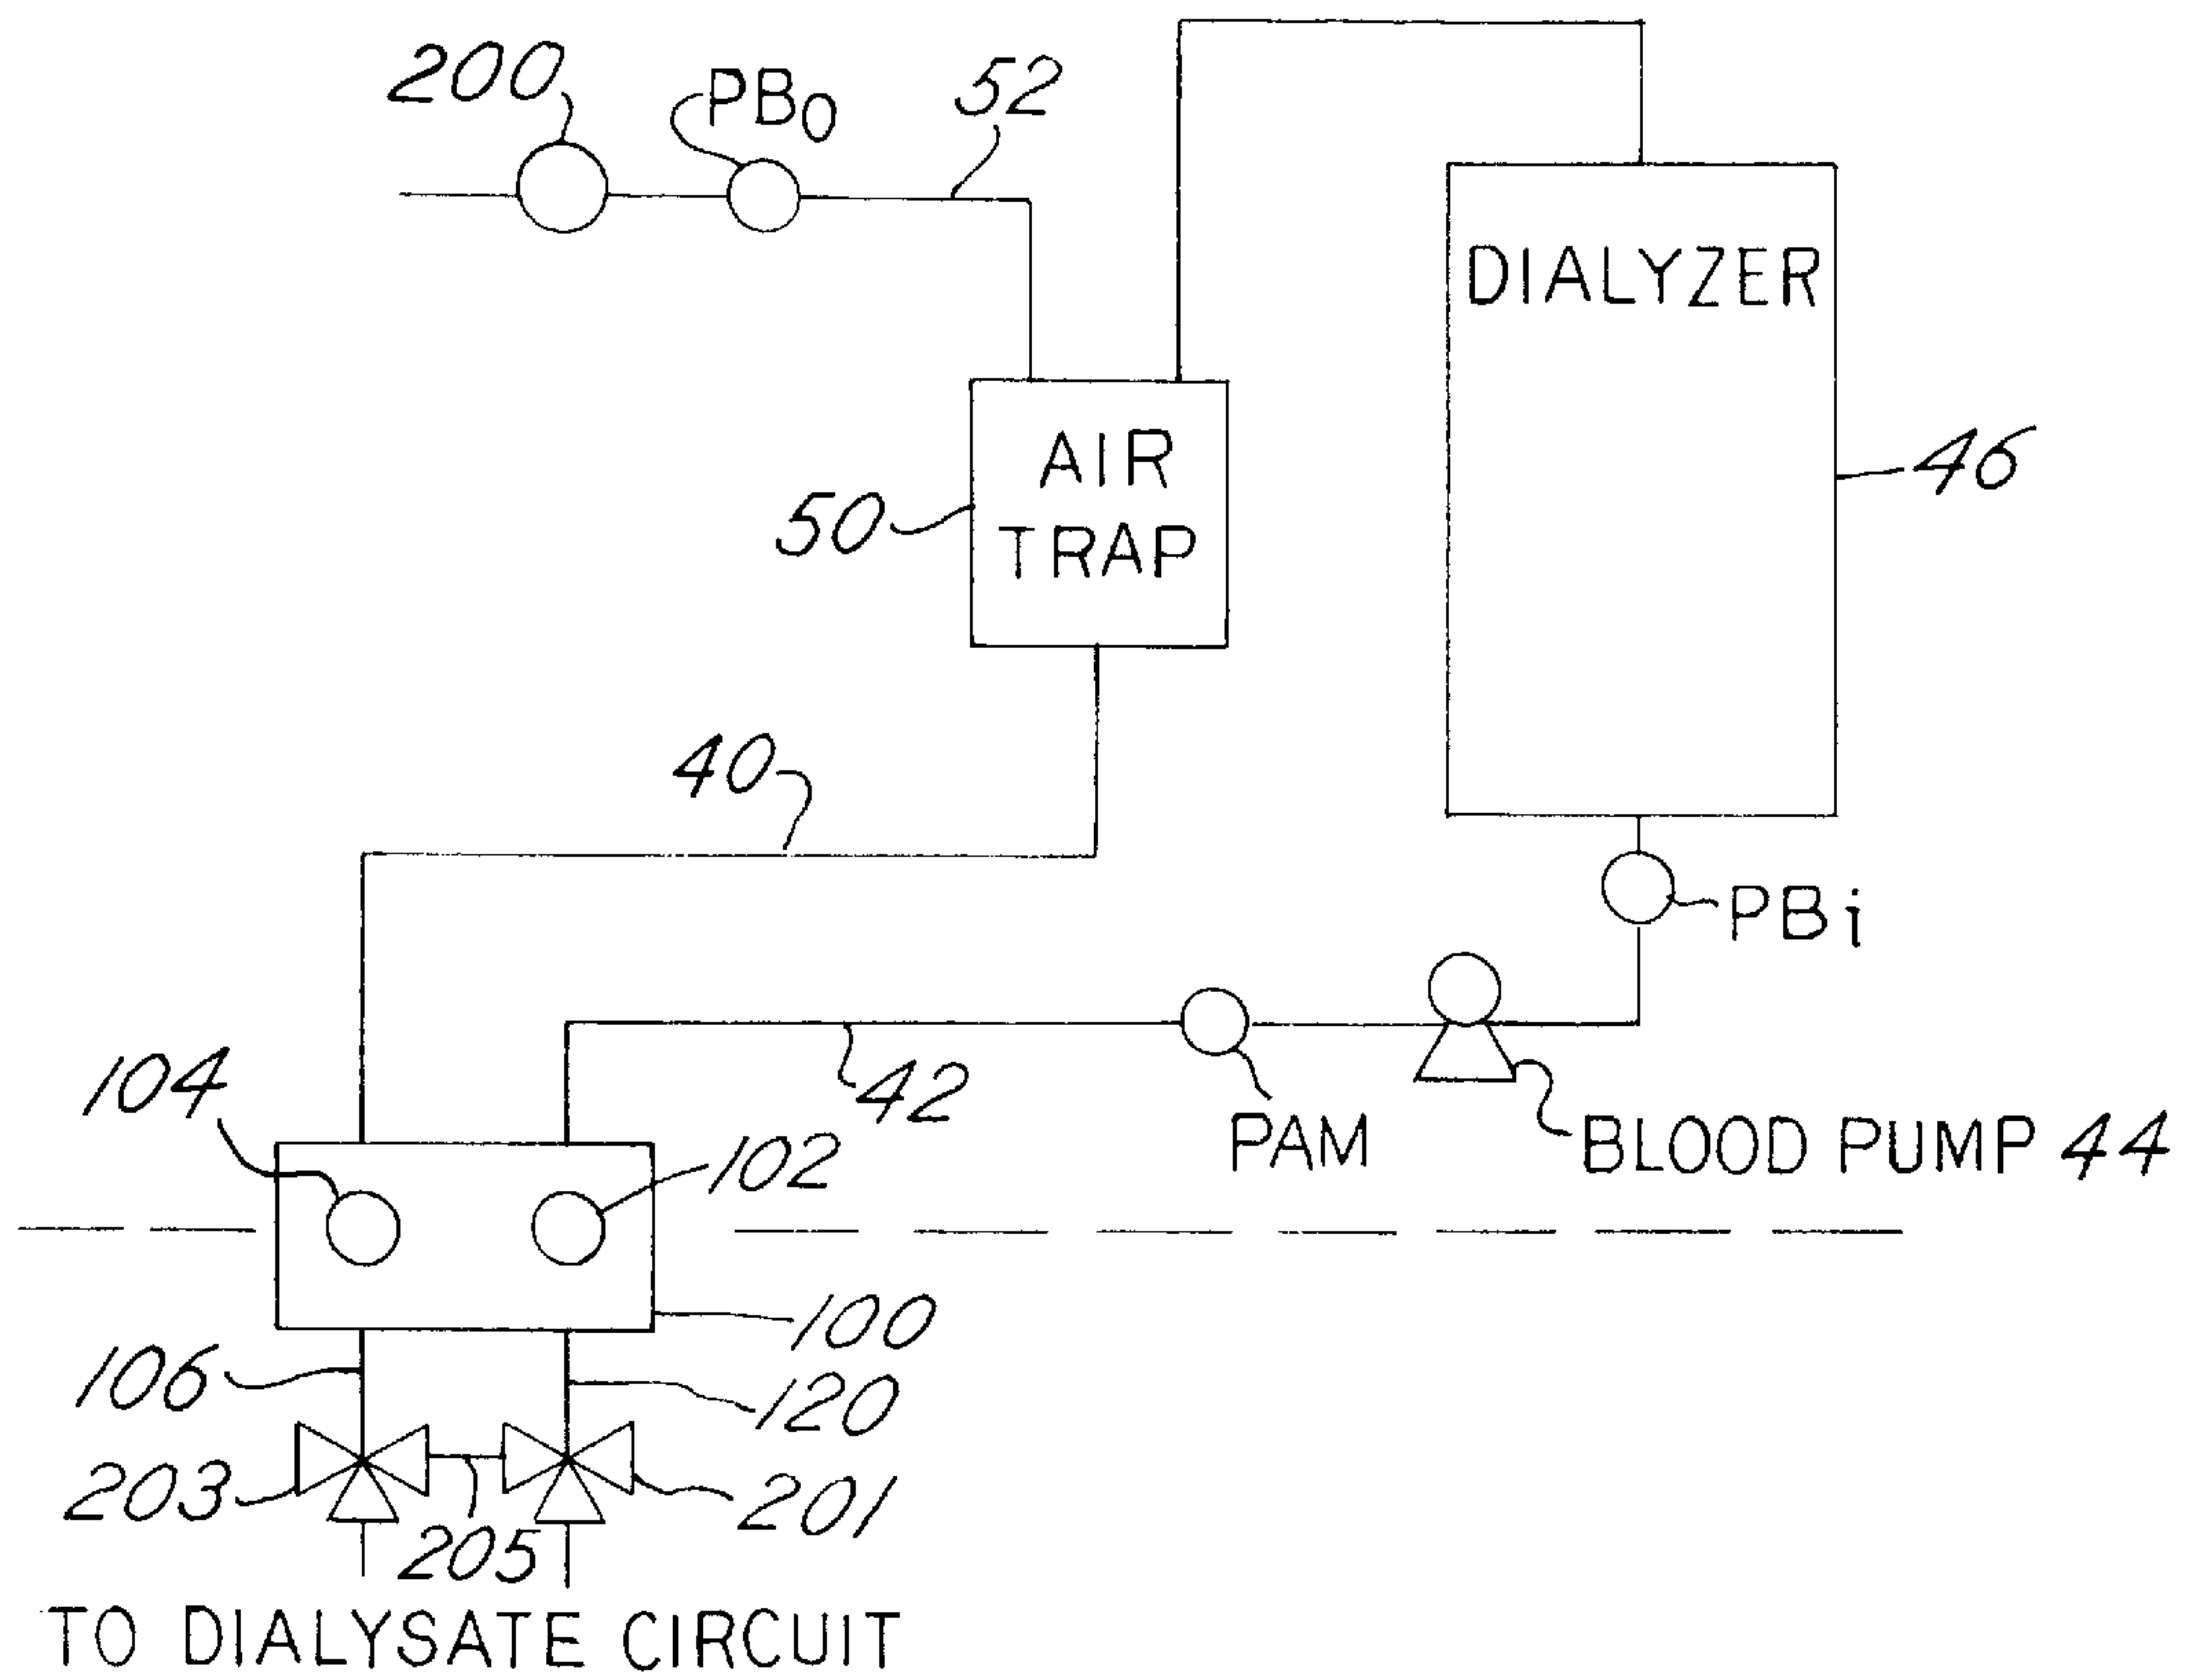 200
PBo
52
DIALYZER
46
AIR
TRAP
50
40
PBi
42
PAM
BLOOD PUMP 44
104
102
100
106
120
203
201
205
TO DIALYSATE CIRCUIT